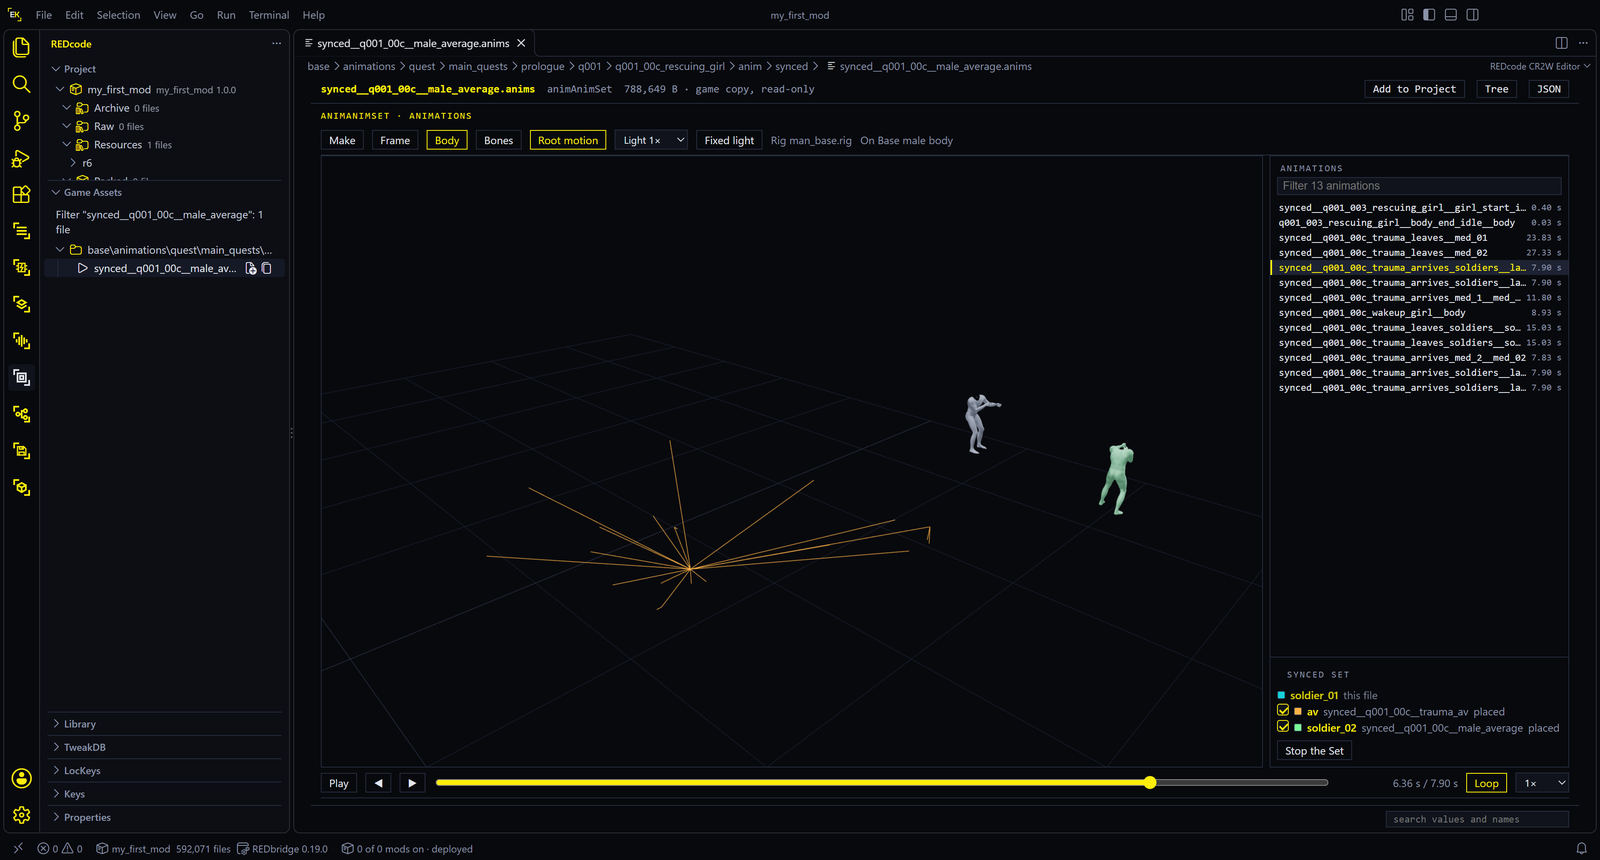 File Edit Selection View Go Run Terminal Help
my_first_mod
REDcode
Project
my_first_mod my_first_mod 1.0.0
Archive 0 files
Raw 0 files
Resources 1 files
r6
Game Assets
Filter "synced__q001_00c__male_average": 1
file
base\animations\quest\main_quests\...
synced__q001_00c__male_av...
Library
TweakDB
LocKeys
Keys
Properties
synced__q001_00c__male_average.anims
base > animations > quest > main_quests > prologue > q001 > q001_00c_rescuing_girl > anim > synced > synced__q001_00c__male_average.anims
REDcode CR2W Editor
synced__q001_00c__male_average.anims animAnimSet 788,649 B · game copy, read-only
Add to Project Tree JSON
ANIMANIMSET · ANIMATIONS
Make Frame Body Bones Root motion Light 1× Fixed light Rig man_base.rig On Base male body
ANIMATIONS
Filter 13 animations
synced__q001_003_rescuing_girl__girl_start_i... 0.40 s
q001_003_rescuing_girl__body_end_idle__body 0.03 s
synced__q001_00c_trauma_leaves__med_01 23.83 s
synced__q001_00c_trauma_leaves__med_02 27.33 s
synced__q001_00c_trauma_arrives_soldiers__la... 7.90 s
synced__q001_00c_trauma_arrives_soldiers__la... 7.90 s
synced__q001_00c_trauma_arrives_med_1__med_... 11.80 s
synced__q001_00c_wakeup_girl__body 8.93 s
synced__q001_00c_trauma_leaves_soldiers__so... 15.03 s
synced__q001_00c_trauma_leaves_soldiers__so... 15.03 s
synced__q001_00c_trauma_arrives_med_2__med_02 7.83 s
synced__q001_00c_trauma_arrives_soldiers__la... 7.90 s
synced__q001_00c_trauma_arrives_soldiers__la... 7.90 s
SYNCED SET
soldier_01 this file
av synced__q001_00c__trauma_av placed
soldier_02 synced__q001_00c__male_average placed
Stop the Set
Play 6.36 s / 7.90 s Loop 1×
search values and names
0 0 my_first_mod 592,071 files REDbridge 0.19.0 0 of 0 mods on · deployed